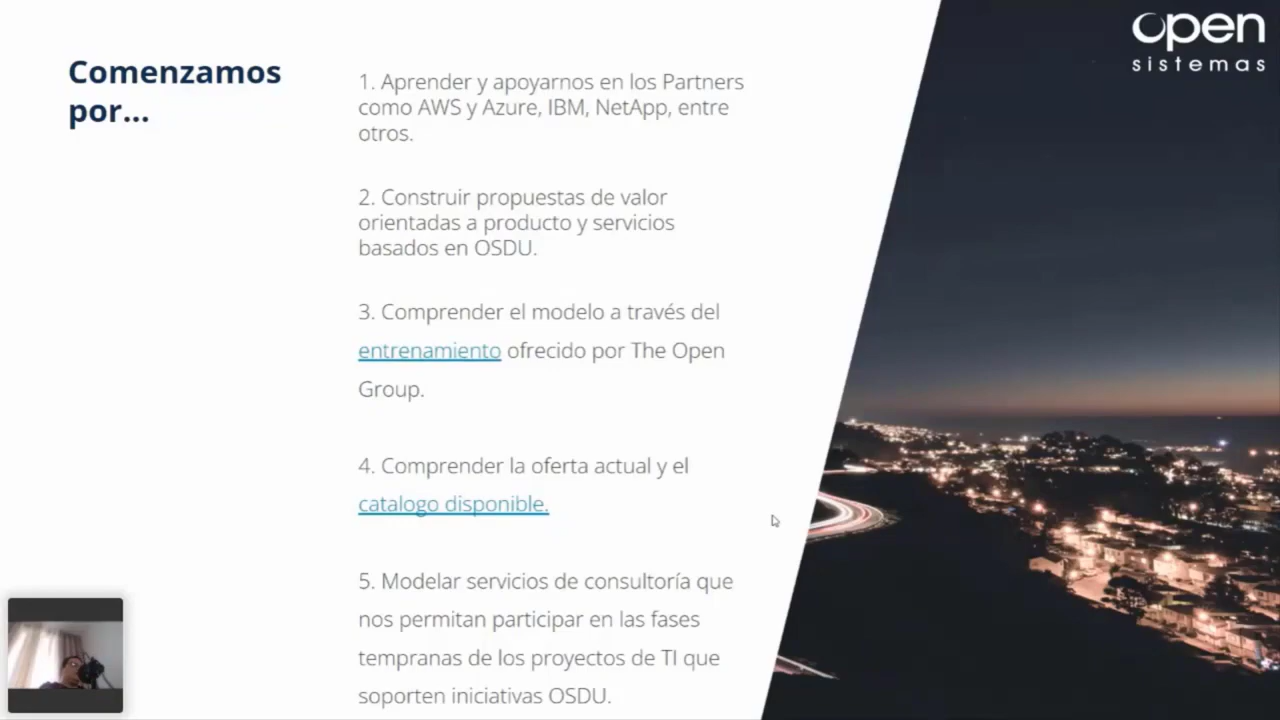 Comenzamos
por...
1. Aprender y apoyarnos en los Partners
como AWS y Azure, IBM, NetApp, entre
otros.
2. Construir propuestas de valor
orientadas a producto y servicios
basados en OSDU.
3. Comprender el modelo a través del
entrenamiento ofrecido por The Open
Group.
4. Comprender la oferta actual y el
catalogo disponible.
5. Modelar servicios de consultoría que
nos permitan participar en las fases
tempranas de los proyectos de TI que
soporten iniciativas OSDU.
open
sistemas